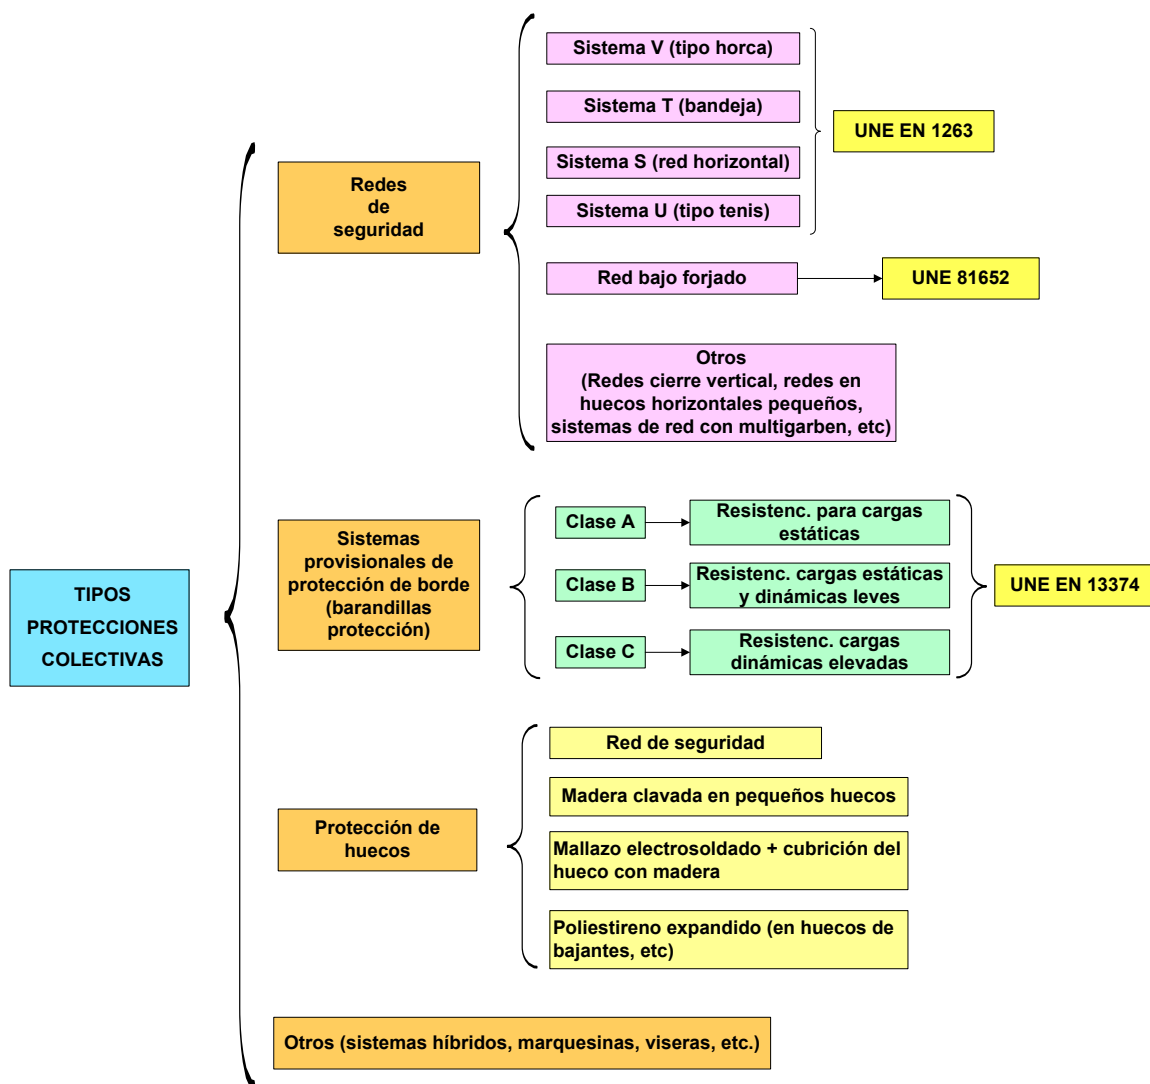 TIPOS
PROTECCIONES
COLECTIVAS
Redes
de
seguridad
Sistema V (tipo horca)
Sistema T (bandeja)
Sistema S (red horizontal)
Sistema U (tipo tenis)
UNE EN 1263
Red bajo forjado
UNE 81652
Otros
(Redes cierre vertical, redes en
huecos horizontales pequeños,
sistemas de red con multigarben, etc)
Sistemas
provisionales de
protección de borde
(barandillas
protección)
Clase A
Resistenc. para cargas
estáticas
Clase B
Resistenc. cargas estáticas
y dinámicas leves
Clase C
Resistenc. cargas
dinámicas elevadas
UNE EN 13374
Protección de
huecos
Red de seguridad
Madera clavada en pequeños huecos
Mallazo electrosoldado + cubrición del
hueco con madera
Poliestireno expandido (en huecos de
bajantes, etc)
Otros (sistemas híbridos, marquesinas, viseras, etc.)